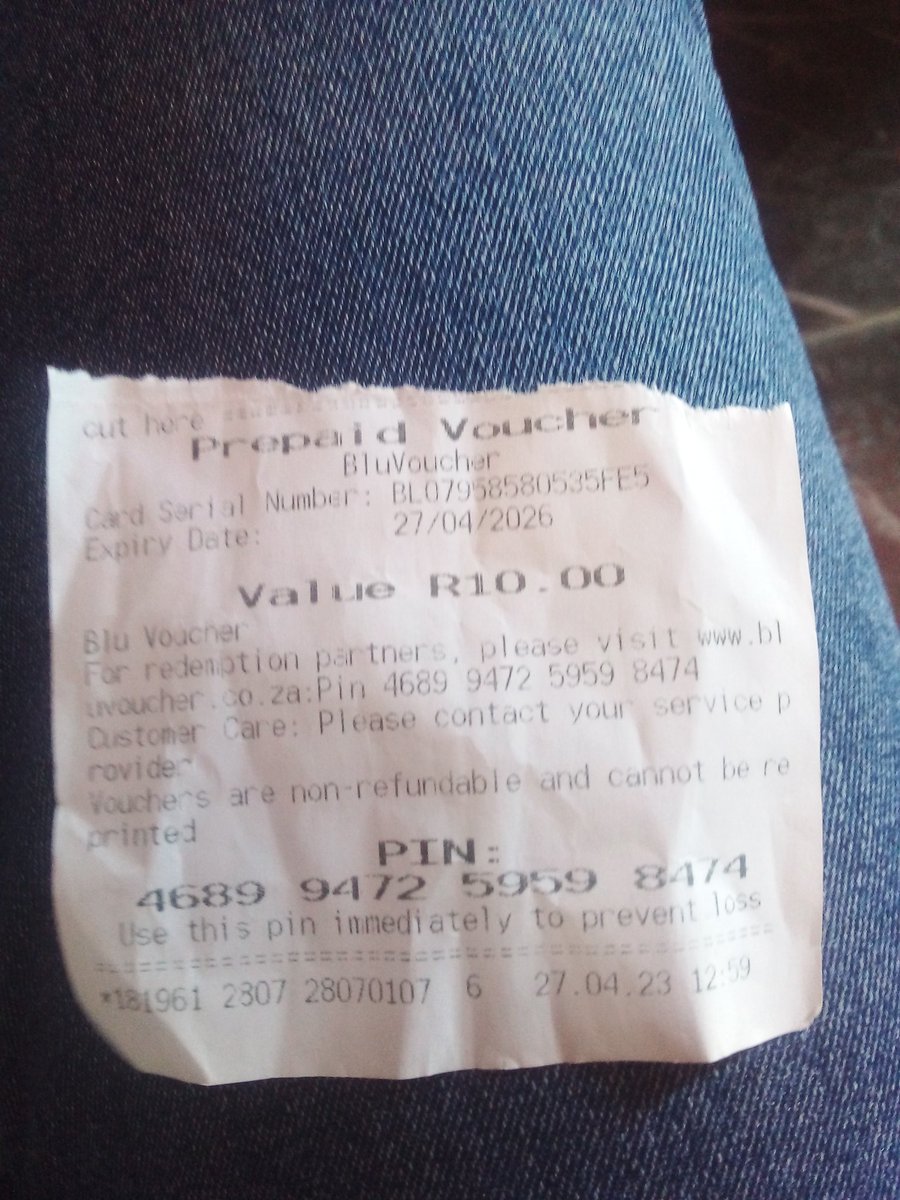 cut here ====================
Prepaid Voucher
BluVoucher
Card Serial Number: BL07958580535FE5
Expiry Date: 27/04/2026
Value R10.00
Blu Voucher
For redemption partners, please visit www.bl
uvoucher.co.za:Pin 4689 9472 5959 8474
Customer Care: Please contact your service p
rovider
Vouchers are non-refundable and cannot be re
printed
PIN:
4689 9472 5959 8474
Use this pin immediately to prevent loss
========================================
*181961 2807 28070107 6 27.04.23 12:59